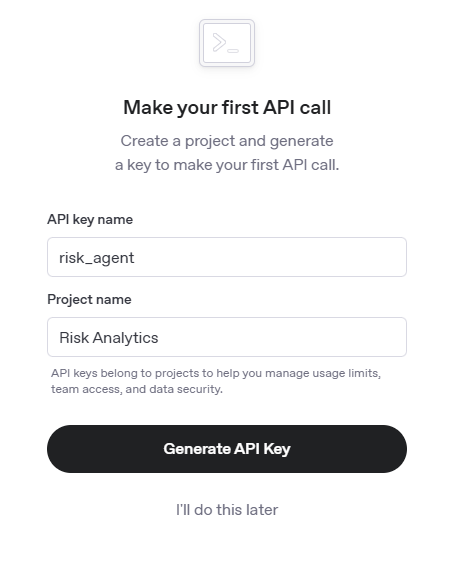 >_
Make your first API call
Create a project and generate
a key to make your first API call.
API key name
risk_agent
Project name
Risk Analytics
API keys belong to projects to help you manage usage limits,
team access, and data security.
Generate API Key
I'll do this later